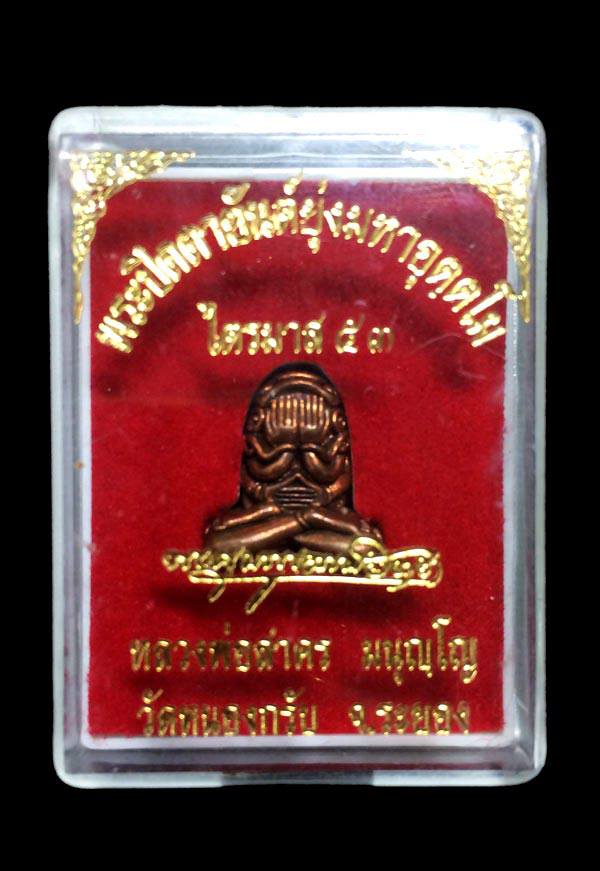 พระปิดตายันต์ยุ่งมหาอุตฺตโม
ไตรมาส ๕๓
หลวงพ่อสาคร มนุญฺโญ
วัดหนองกรับ จ.ระยอง